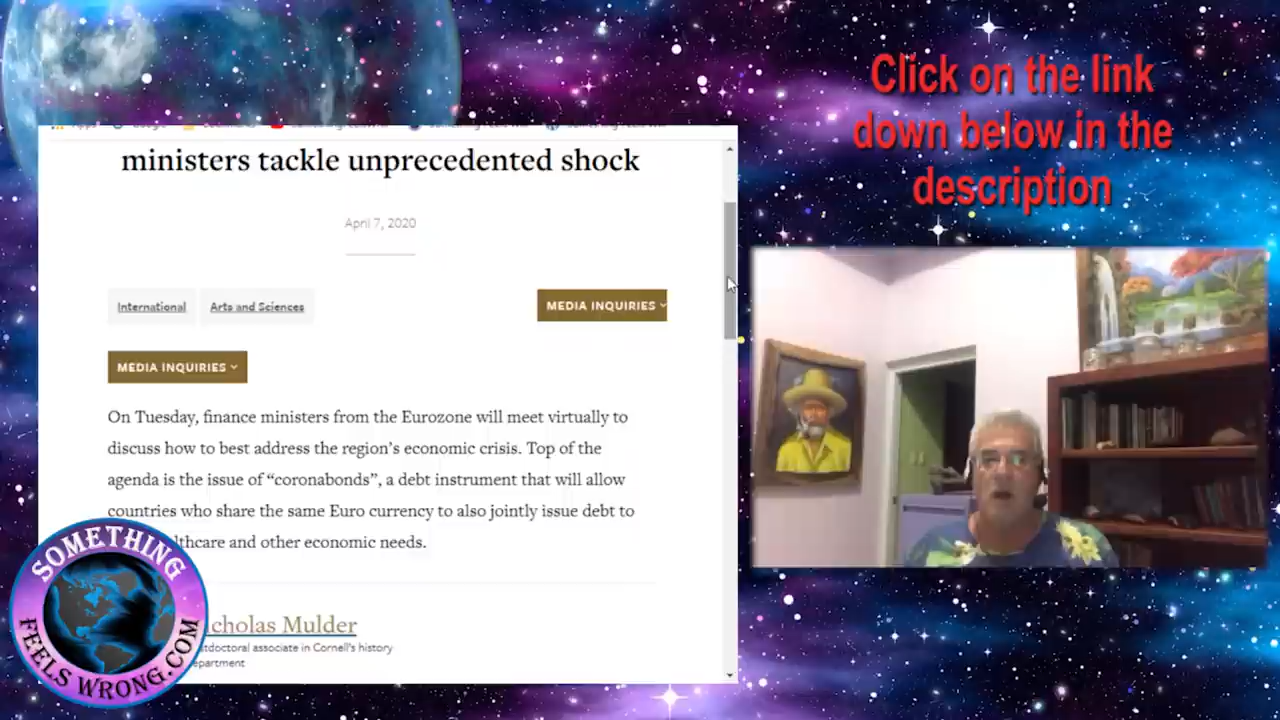 Click on the link
down below in the
description
ministers tackle unprecedented shock
April 7, 2020
International
Arts and Sciences
MEDIA INQUIRIES
MEDIA INQUIRIES
On Tuesday, finance ministers from the Eurozone will meet virtually to
discuss how to best address the region's economic crisis. Top of the
agenda is the issue of “coronabonds”, a debt instrument that will allow
countries who share the same Euro currency to also jointly issue debt to
lthcare and other economic needs.
cholas Mulder
stdoctoral associate in Cornell's history
epartment
SOMETHING
FEELS WRONG.COM